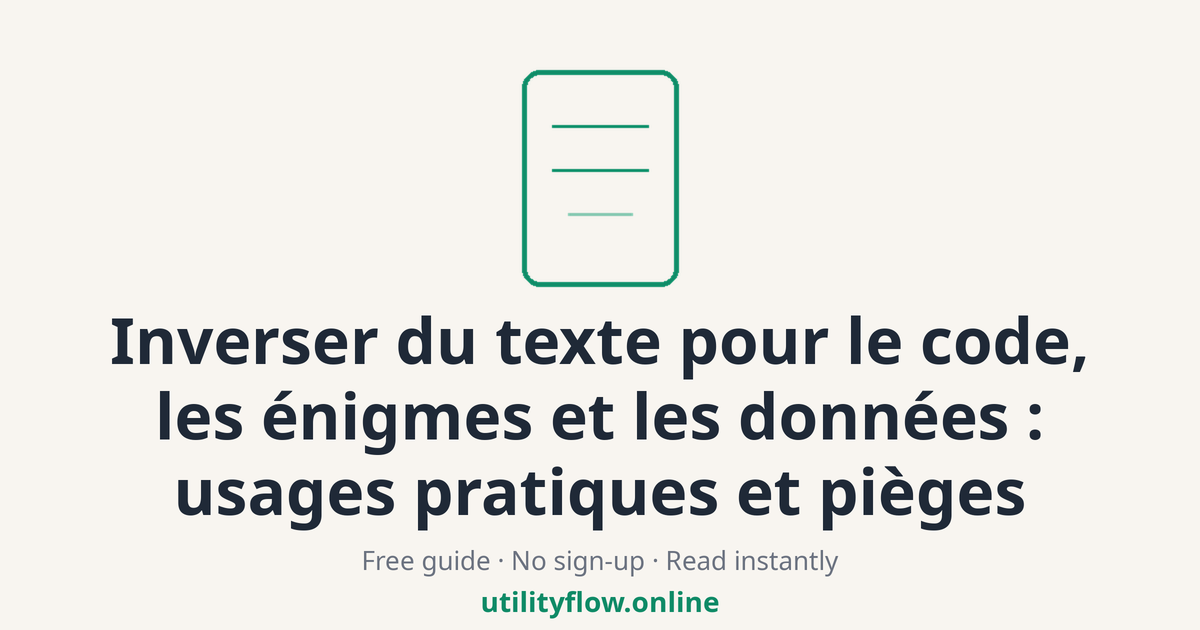 Inverser du texte pour le code,
les énigmes et les données :
usages pratiques et pièges
Free guide · No sign-up · Read instantly
utilityflow.online